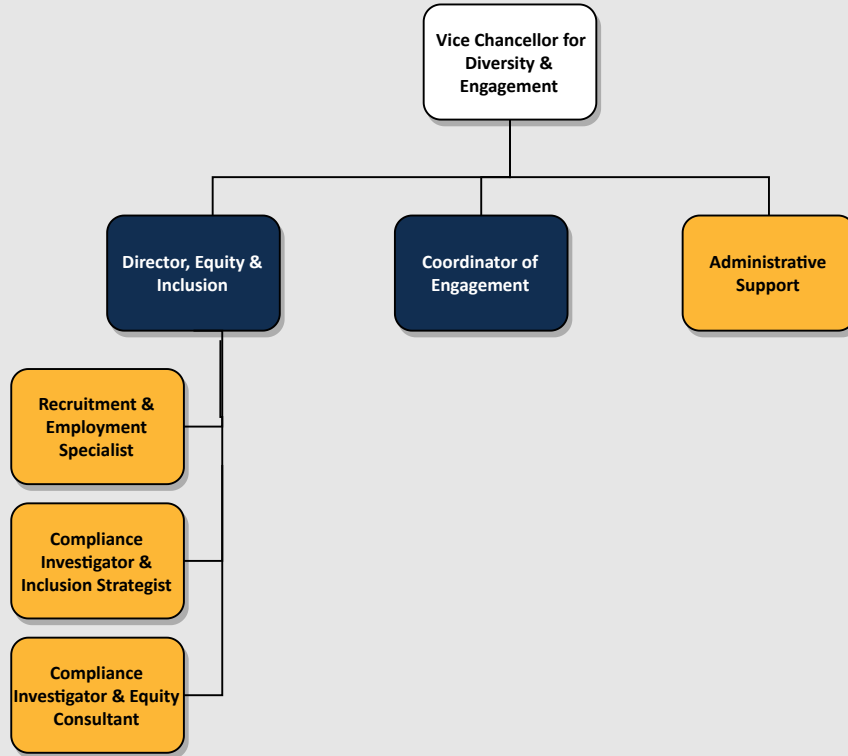 Vice Chancellor for
Diversity &
Engagement
Director, Equity &
Inclusion
Coordinator of
Engagement
Administrative
Support
Recruitment &
Employment
Specialist
Compliance
Investigator &
Inclusion Strategist
Compliance
Investigator & Equity
Consultant